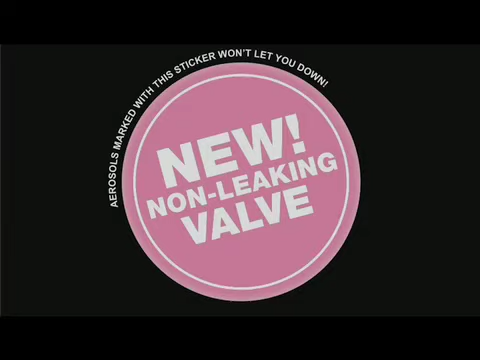 AEROSOLS MARKED WITH THIS STICKER WON'T LET YOU DOWN!
NEW!
NON-LEAKING
VALVE